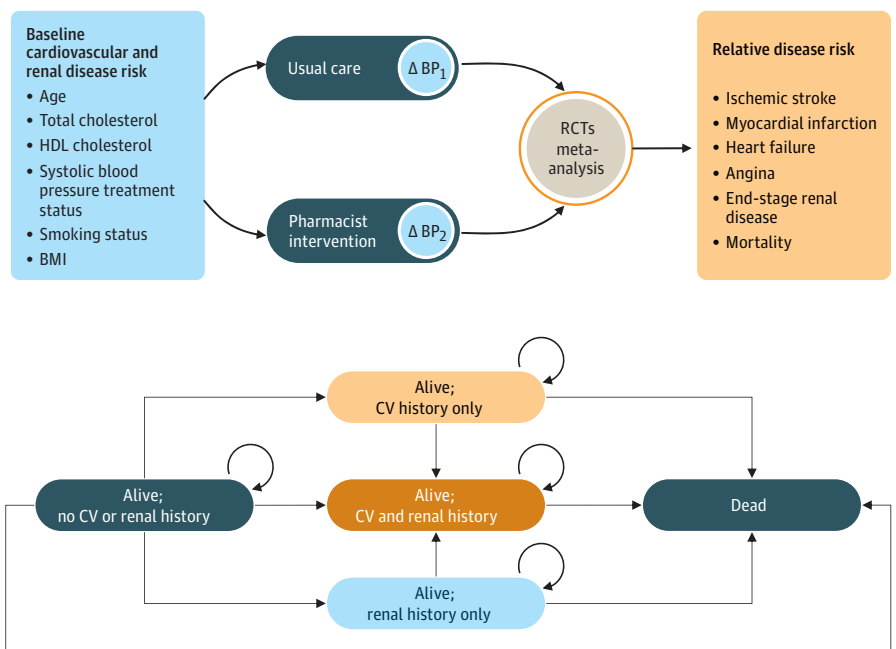 Baseline
cardiovascular and
renal disease risk
• Age
• Total cholesterol
• HDL cholesterol
• Systolic blood
pressure treatment
status
• Smoking status
• BMI
Usual care
Δ BP1
Pharmacist
intervention
Δ BP2
RCTs
meta-
analysis
Relative disease risk
• Ischemic stroke
• Myocardial infarction
• Heart failure
• Angina
• End-stage renal
disease
• Mortality
Alive;
CV history only
Alive;
no CV or renal history
Alive;
CV and renal history
Dead
Alive;
renal history only